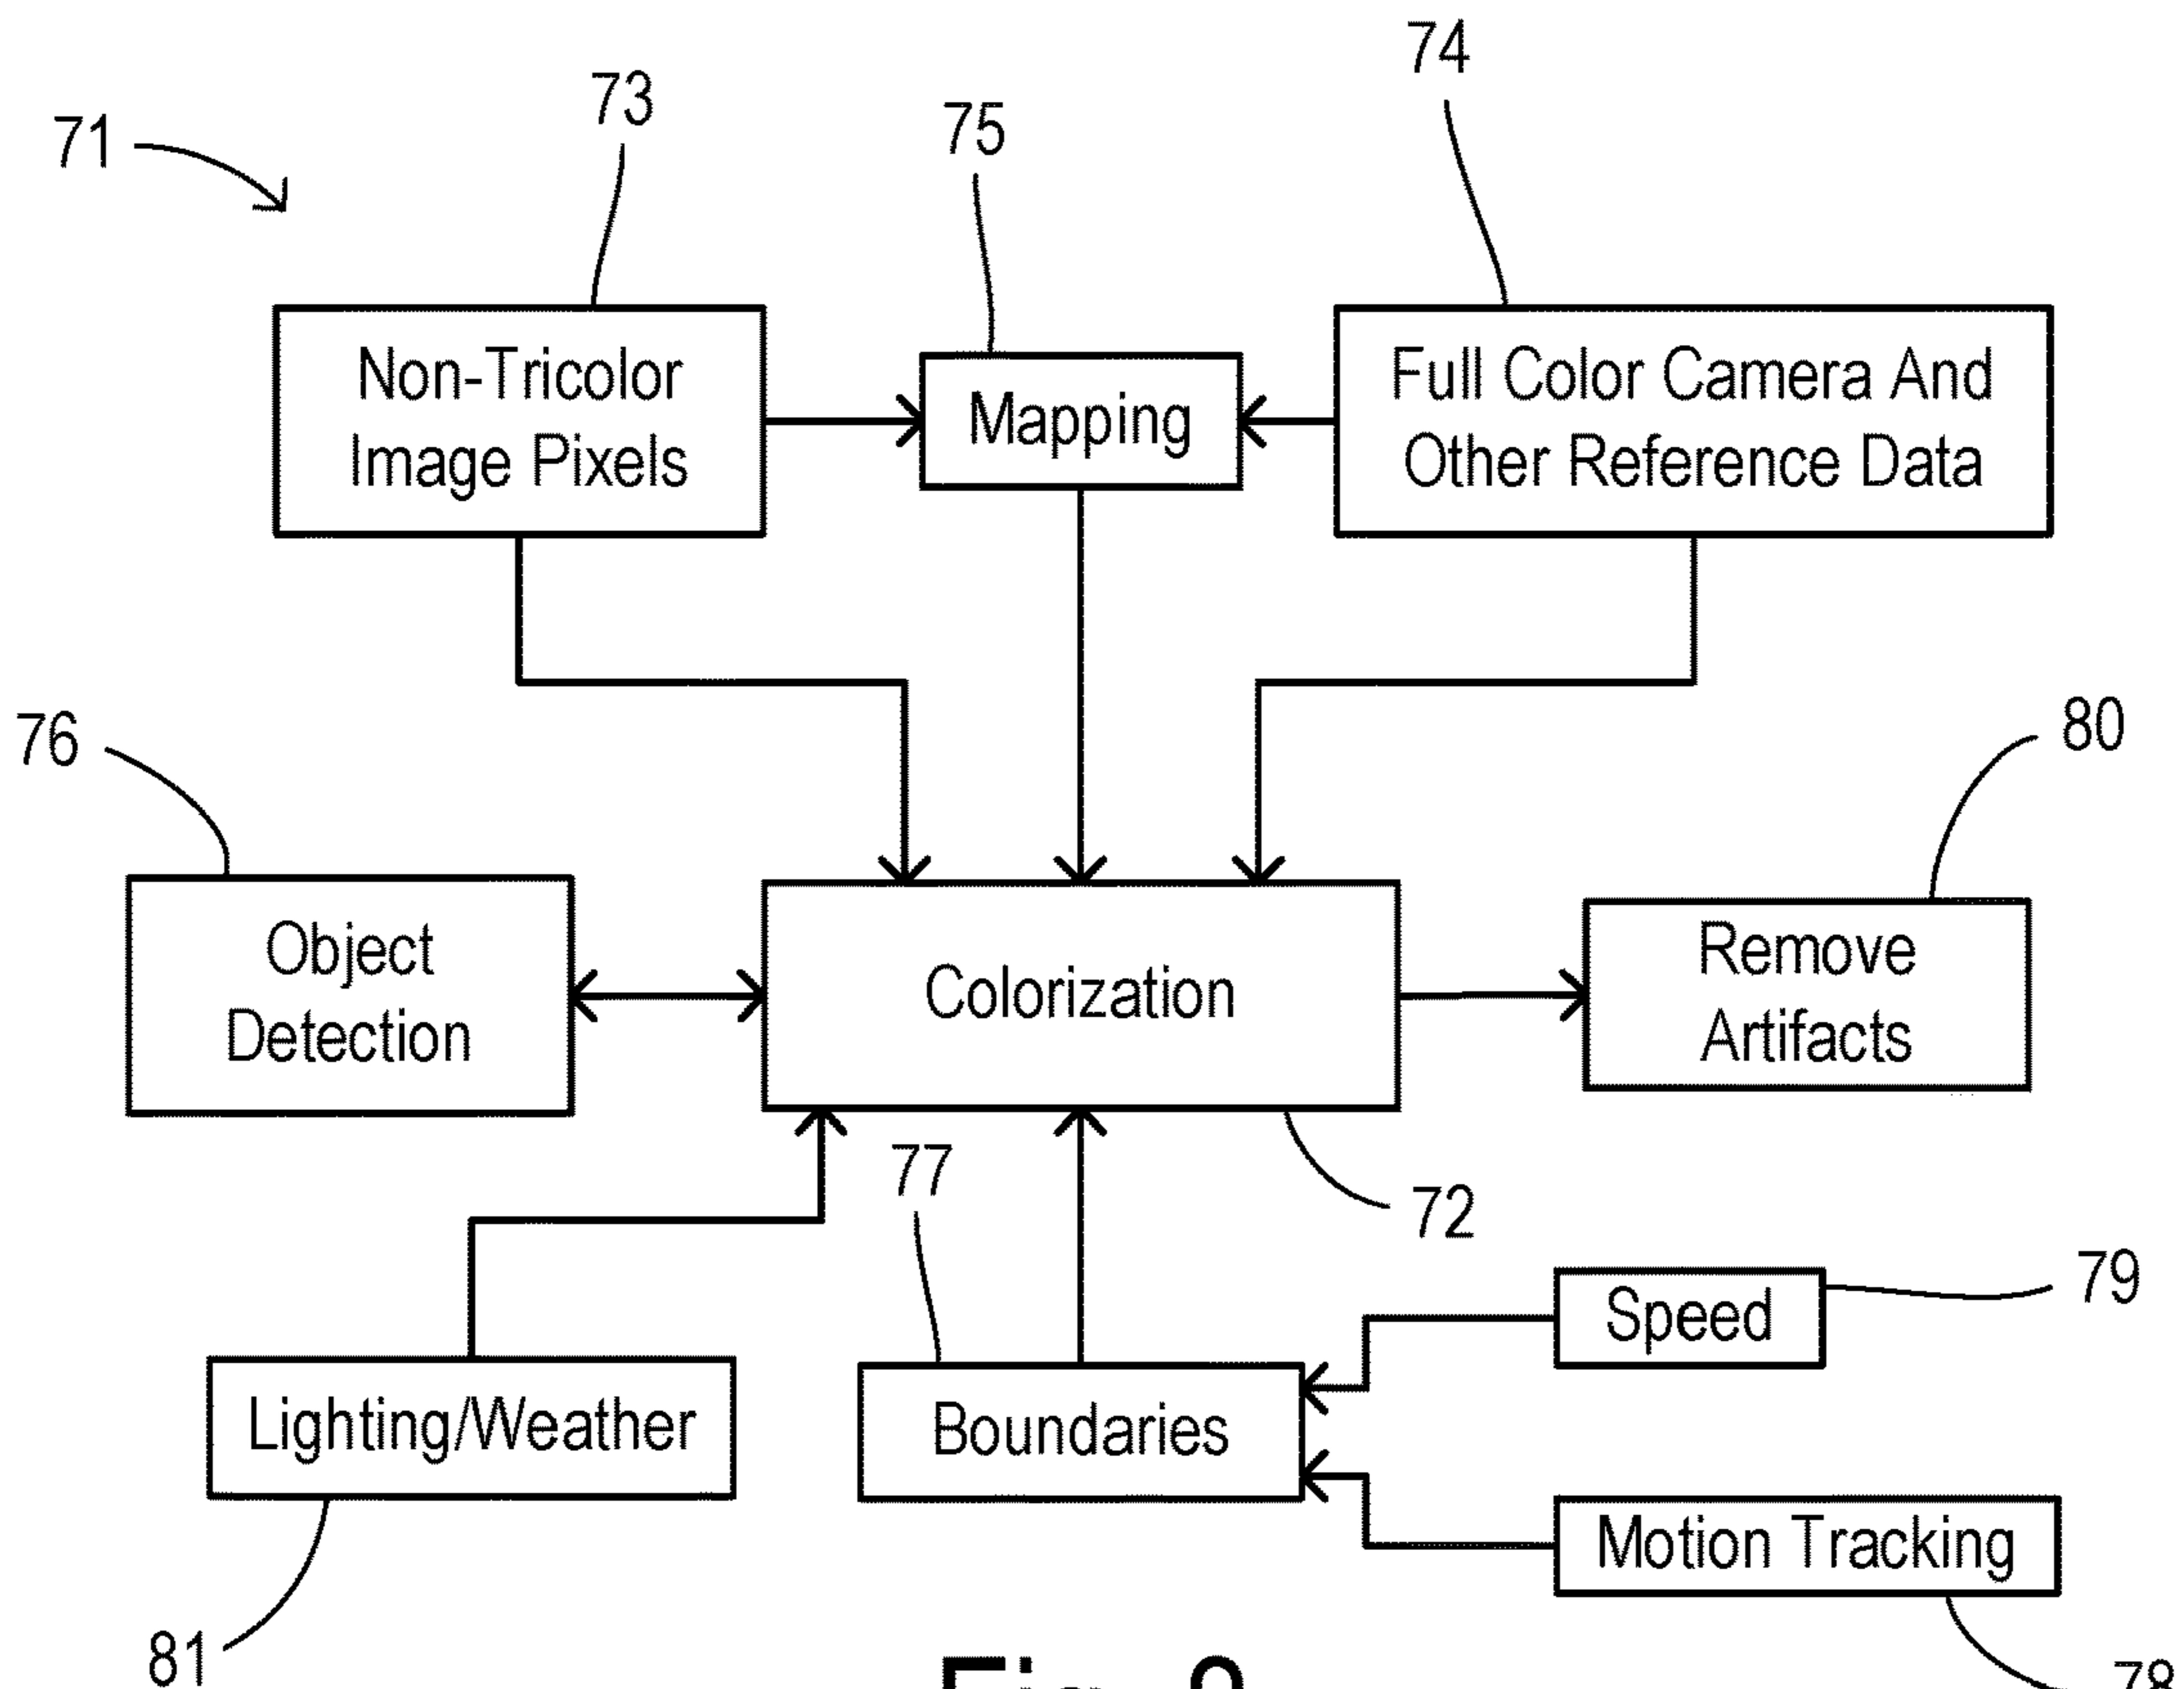 74
73
75
71
Non-Tricolor
Image Pixels
Mapping
Full Color Camera And
Other Reference Data
76
80
Object
Detection
Colorization
Remove
Artifacts
77
72
79
Speed
Lighting/Weather
Boundaries
Motion Tracking
81
78